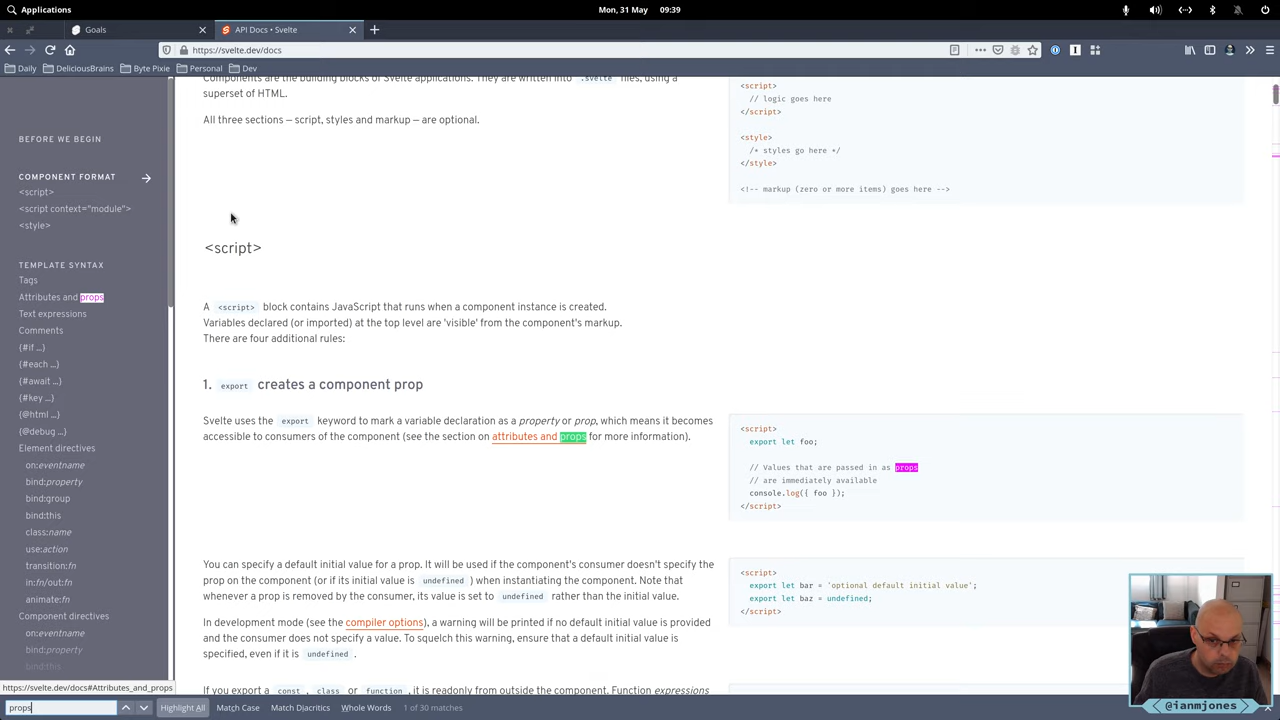 Applications
Mon, 31 May 09:39
Goals
API Docs • Svelte
https://svelte.dev/docs
Daily
DeliciousBrains
Byte Pixie
Personal
Dev
BEFORE WE BEGIN
COMPONENT FORMAT
<script>
<script context="module">
<style>
TEMPLATE SYNTAX
Tags
Attributes and props
Text expressions
Comments
{#if ...}
{#each ...}
{#await ...}
{#key ...}
{@html ...}
{@debug ...}
Element directives
on:eventname
bind:property
bind:group
bind:this
class:name
use:action
transition:fn
in:fn/out:fn
animate:fn
Component directives
on:eventname
bind:property
bind:this
Components are the building blocks of Svelte applications. They are written into .svelte files, using a
superset of HTML.
All three sections — script, styles and markup — are optional.
<script>
// logic goes here
</script>
<style>
/* styles go here */
</style>
<!-- markup (zero or more items) goes here -->
<script>
A <script> block contains JavaScript that runs when a component instance is created.
Variables declared (or imported) at the top level are 'visible' from the component's markup.
There are four additional rules:
1. export creates a component prop
Svelte uses the export keyword to mark a variable declaration as a property or prop, which means it becomes
accessible to consumers of the component (see the section on attributes and props for more information).
<script>
export let foo;
// Values that are passed in as props
// are immediately available
console.log({ foo });
</script>
You can specify a default initial value for a prop. It will be used if the component's consumer doesn't specify the
prop on the component (or if its initial value is undefined ) when instantiating the component. Note that
whenever a prop is removed by the consumer, its value is set to undefined rather than the initial value.
In development mode (see the compiler options), a warning will be printed if no default initial value is provided
and the consumer does not specify a value. To squelch this warning, ensure that a default initial value is
specified, even if it is undefined .
<script>
export let bar = 'optional default initial value';
export let baz = undefined;
</script>
If you export a const , class or function , it is readonly from outside the component. Function expressions
https://svelte.dev/docs#Attributes_and_props
props
Highlight All
Match Case
Match Diacritics
Whole Words
1 of 30 matches
@ianmjones